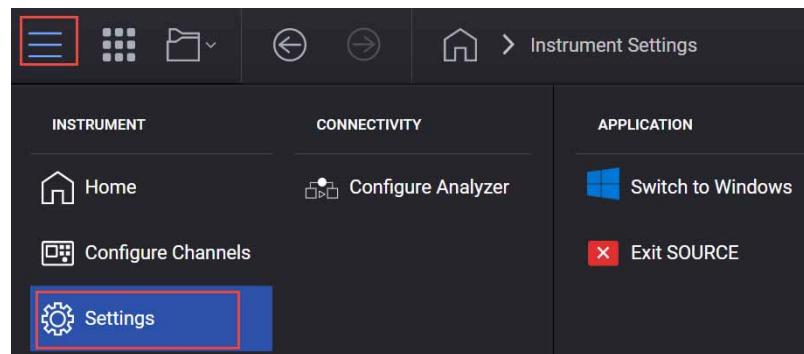 Instrument Settings
INSTRUMENT
CONNECTIVITY
APPLICATION
Home
Configure Analyzer
Switch to Windows
Configure Channels
Exit SOURCE
Settings